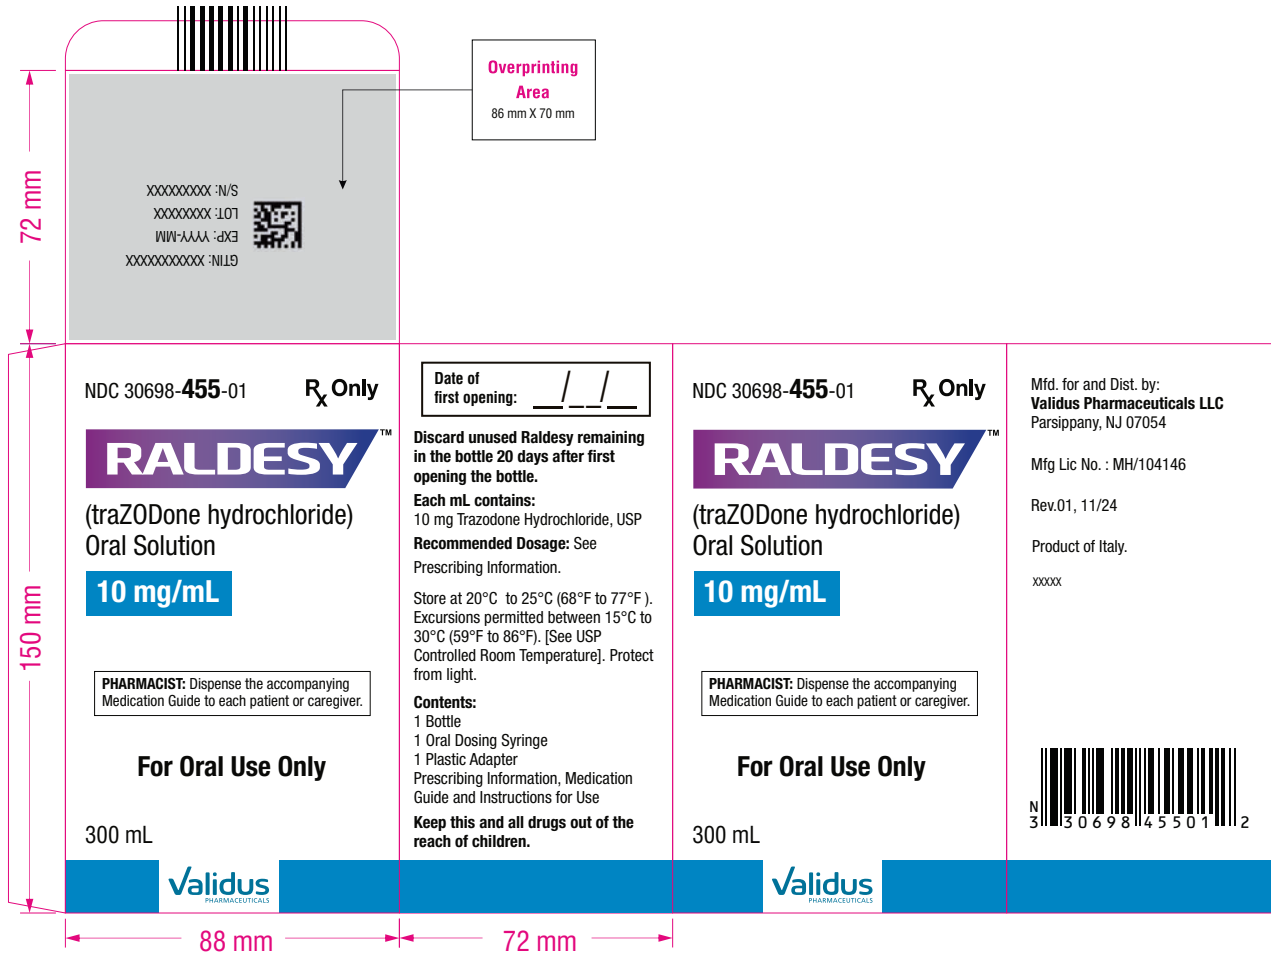 Overprinting
Area
86 mm X 70 mm
72 mm
GTIN: XXXXXXXXXXXX
EXP: YYYY-MM
LOT: XXXXXXXXX
S/N: XXXXXXXXXX
150 mm
NDC 30698-455-01
Rx Only
RALDESY™
(traZODone hydrochloride)
Oral Solution
10 mg/mL
PHARMACIST: Dispense the accompanying
Medication Guide to each patient or caregiver.
For Oral Use Only
300 mL
Validus
PHARMACEUTICALS
88 mm
Date of
first opening: __/__/__
Discard unused Raldesy remaining
in the bottle 20 days after first
opening the bottle.
Each mL contains:
10 mg Trazodone Hydrochloride, USP
Recommended Dosage: See
Prescribing Information.
Store at 20°C to 25°C (68°F to 77°F ).
Excursions permitted between 15°C to
30°C (59°F to 86°F). [See USP
Controlled Room Temperature]. Protect
from light.
Contents:
1 Bottle
1 Oral Dosing Syringe
1 Plastic Adapter
Prescribing Information, Medication
Guide and Instructions for Use
Keep this and all drugs out of the
reach of children.
72 mm
NDC 30698-455-01
Rx Only
RALDESY™
(traZODone hydrochloride)
Oral Solution
10 mg/mL
PHARMACIST: Dispense the accompanying
Medication Guide to each patient or caregiver.
For Oral Use Only
300 mL
Validus
PHARMACEUTICALS
Mfd. for and Dist. by:
Validus Pharmaceuticals LLC
Parsippany, NJ 07054
Mfg Lic No. : MH/104146
Rev.01, 11/24
Product of Italy.
XXXXX
N
3 30698 45501 2